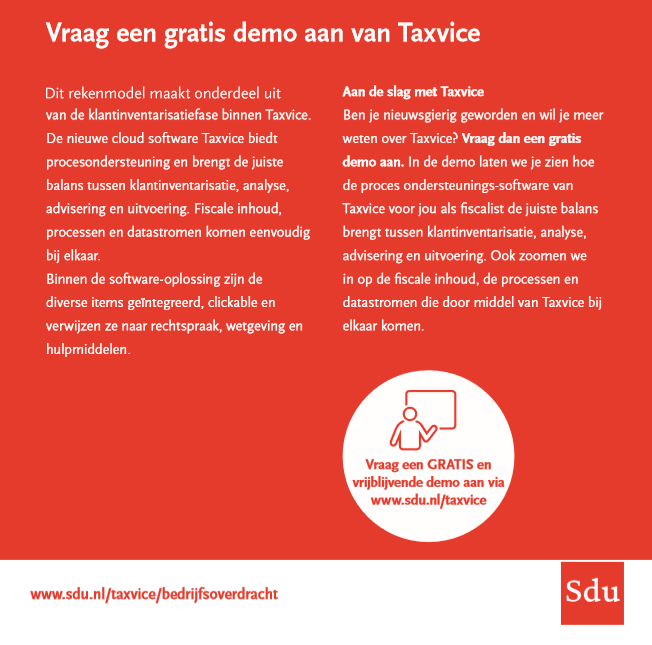 Vraag een gratis demo aan van Taxvice
Dit rekenmodel maakt onderdeel uit
van de klantinventarisatiefase binnen Taxvice.
De nieuwe cloud software Taxvice biedt
procesondersteuning en brengt de juiste
balans tussen klantinventarisatie, analyse,
advisering en uitvoering. Fiscale inhoud,
processen en datastromen komen eenvoudig
bij elkaar.
Binnen de software-oplossing zijn de
diverse items geïntegreerd, clickable en
verwijzen ze naar rechtspraak, wetgeving en
hulpmiddelen.
Aan de slag met Taxvice
Ben je nieuwsgierig geworden en wil je meer
weten over Taxvice? Vraag dan een gratis
demo aan. In de demo laten we je zien hoe
de proces ondersteunings-software van
Taxvice voor jou als fiscalist de juiste balans
brengt tussen klantinventarisatie, analyse,
advisering en uitvoering. Ook zoomen we
in op de fiscale inhoud, de processen en
datastromen die door middel van Taxvice bij
elkaar komen.
Vraag een GRATIS en
vrijblijvende demo aan via
www.sdu.nl/taxvice
www.sdu.nl/taxvice/bedrijfsoverdracht
Sdu